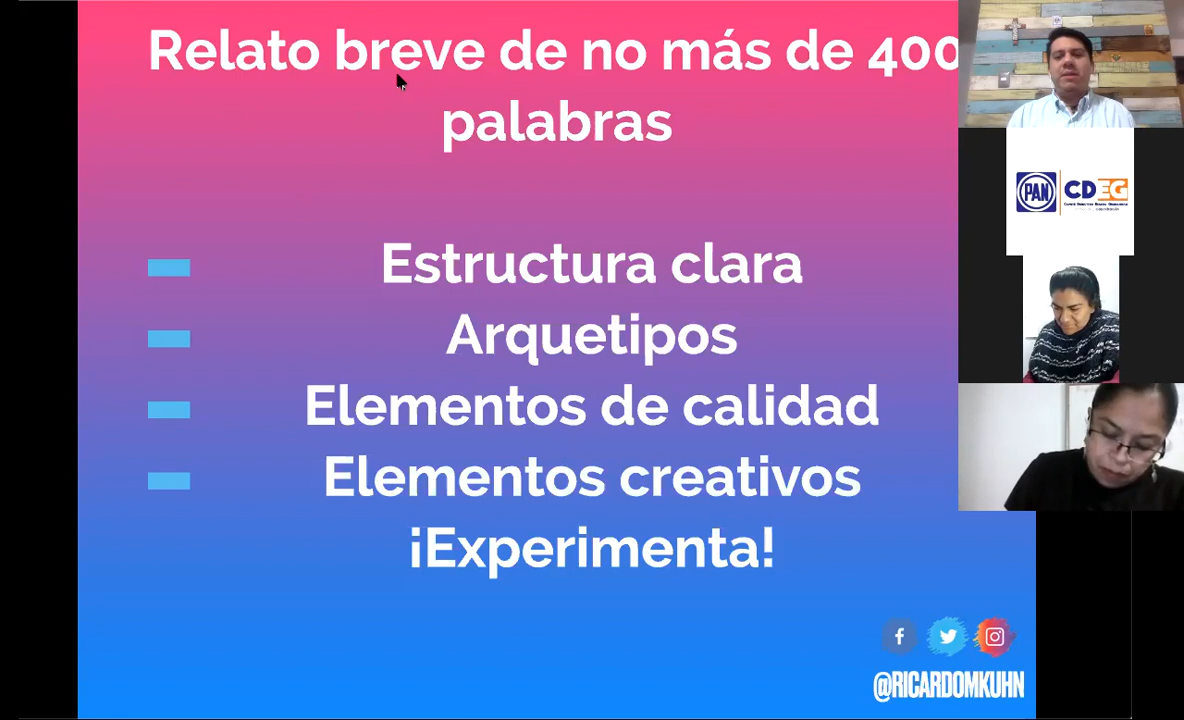 Relato breve de no más de 400
palabras
Estructura clara
Arquetipos
Elementos de calidad
Elementos creativos
¡Experimenta!
PAN
CDEG
@RICARDOMKUHN